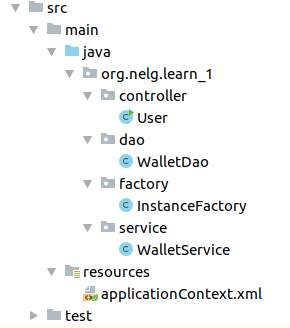 src
main
java
org.nelg.learn_1
controller
C User
dao
C WalletDao
factory
C InstanceFactory
service
C WalletService
resources
applicationContext.xml
test